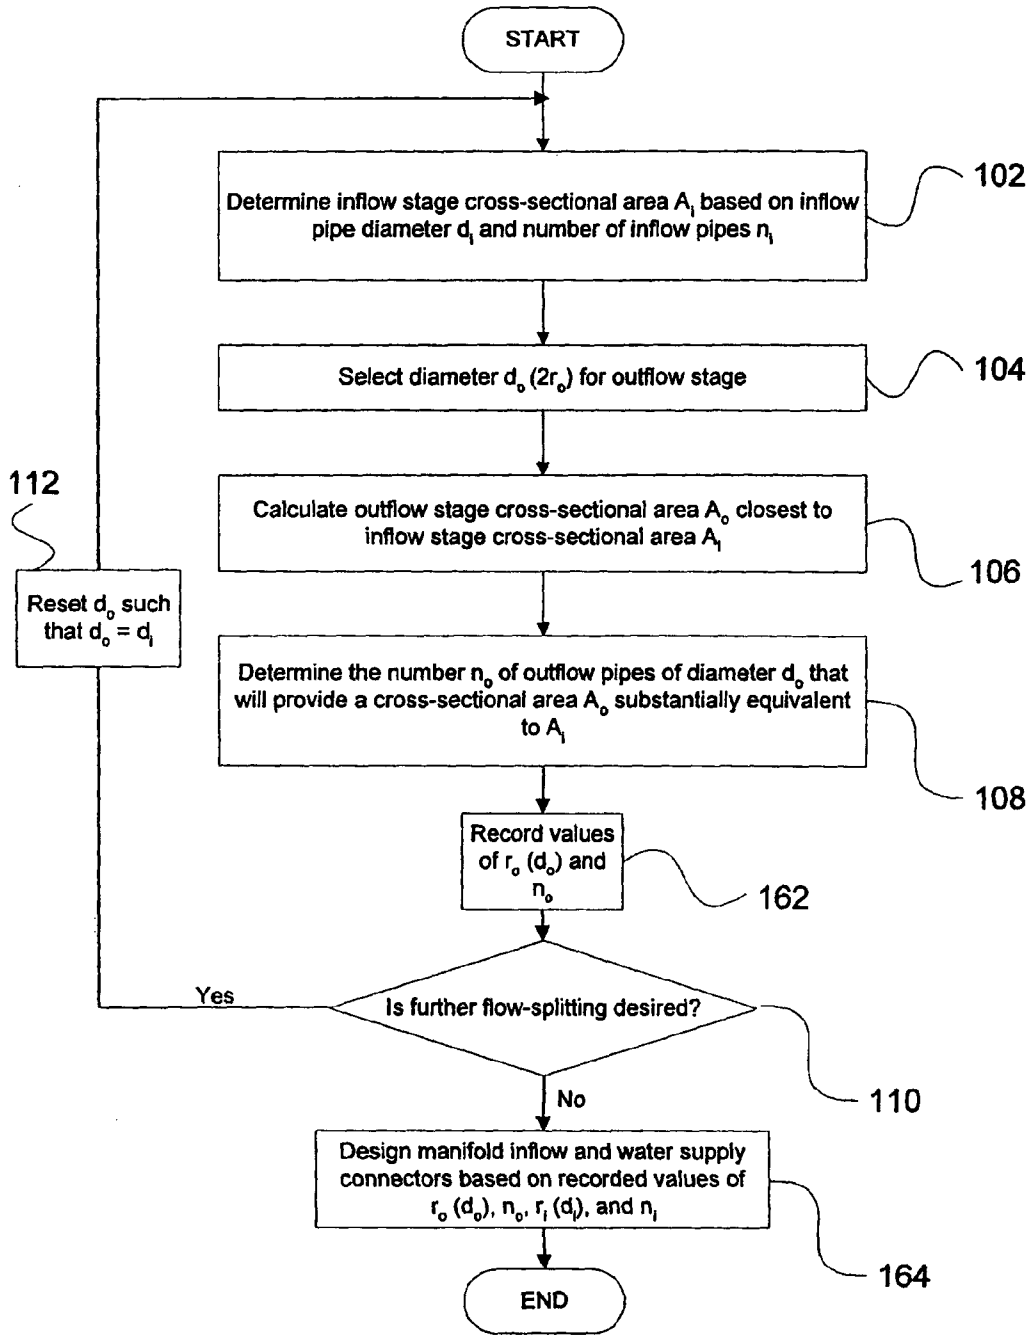 START
102
Determine inflow stage cross-sectional area Aᵢ based on inflow
pipe diameter dᵢ and number of inflow pipes nᵢ
104
Select diameter dₒ (2rₒ) for outflow stage
112
Calculate outflow stage cross-sectional area Aₒ closest to
inflow stage cross-sectional area Aᵢ
106
Reset dₒ such
that dₒ = dᵢ
Determine the number nₒ of outflow pipes of diameter dₒ that
will provide a cross-sectional area Aₒ substantially equivalent
to Aᵢ
108
Record values
of rₒ (dₒ) and
nₒ
162
Yes
Is further flow-splitting desired?
110
No
Design manifold inflow and water supply
connectors based on recorded values of
rₒ (dₒ), nₒ, rᵢ (dᵢ), and nᵢ
164
END